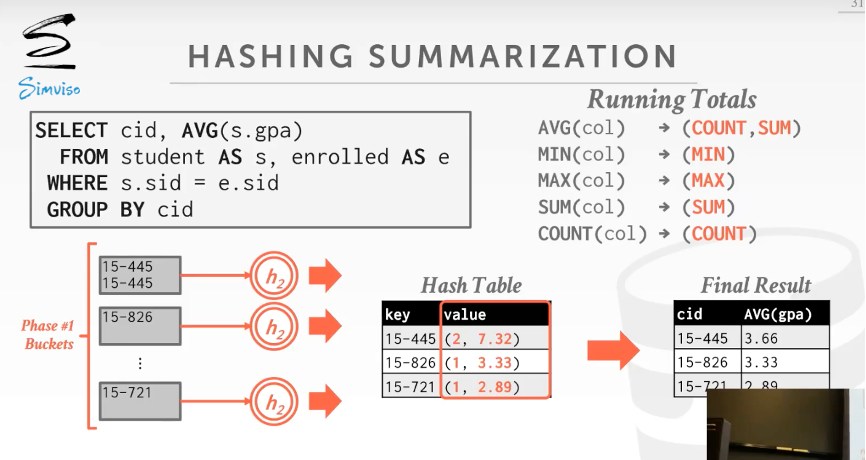 31
Simviso
HASHING SUMMARIZATION
SELECT cid, AVG(s.gpa)
FROM student AS s, enrolled AS e
WHERE s.sid = e.sid
GROUP BY cid
Running Totals
AVG(col) → (COUNT,SUM)
MIN(col) → (MIN)
MAX(col) → (MAX)
SUM(col) → (SUM)
COUNT(col) → (COUNT)
Phase #1
Buckets
15-445
15-445
h2
15-826
h2
⋮
15-721
h2
Hash Table
key value
15-445 (2, 7.32)
15-826 (1, 3.33)
15-721 (1, 2.89)
Final Result
cid AVG(gpa)
15-445 3.66
15-826 3.33
15-721 2.89